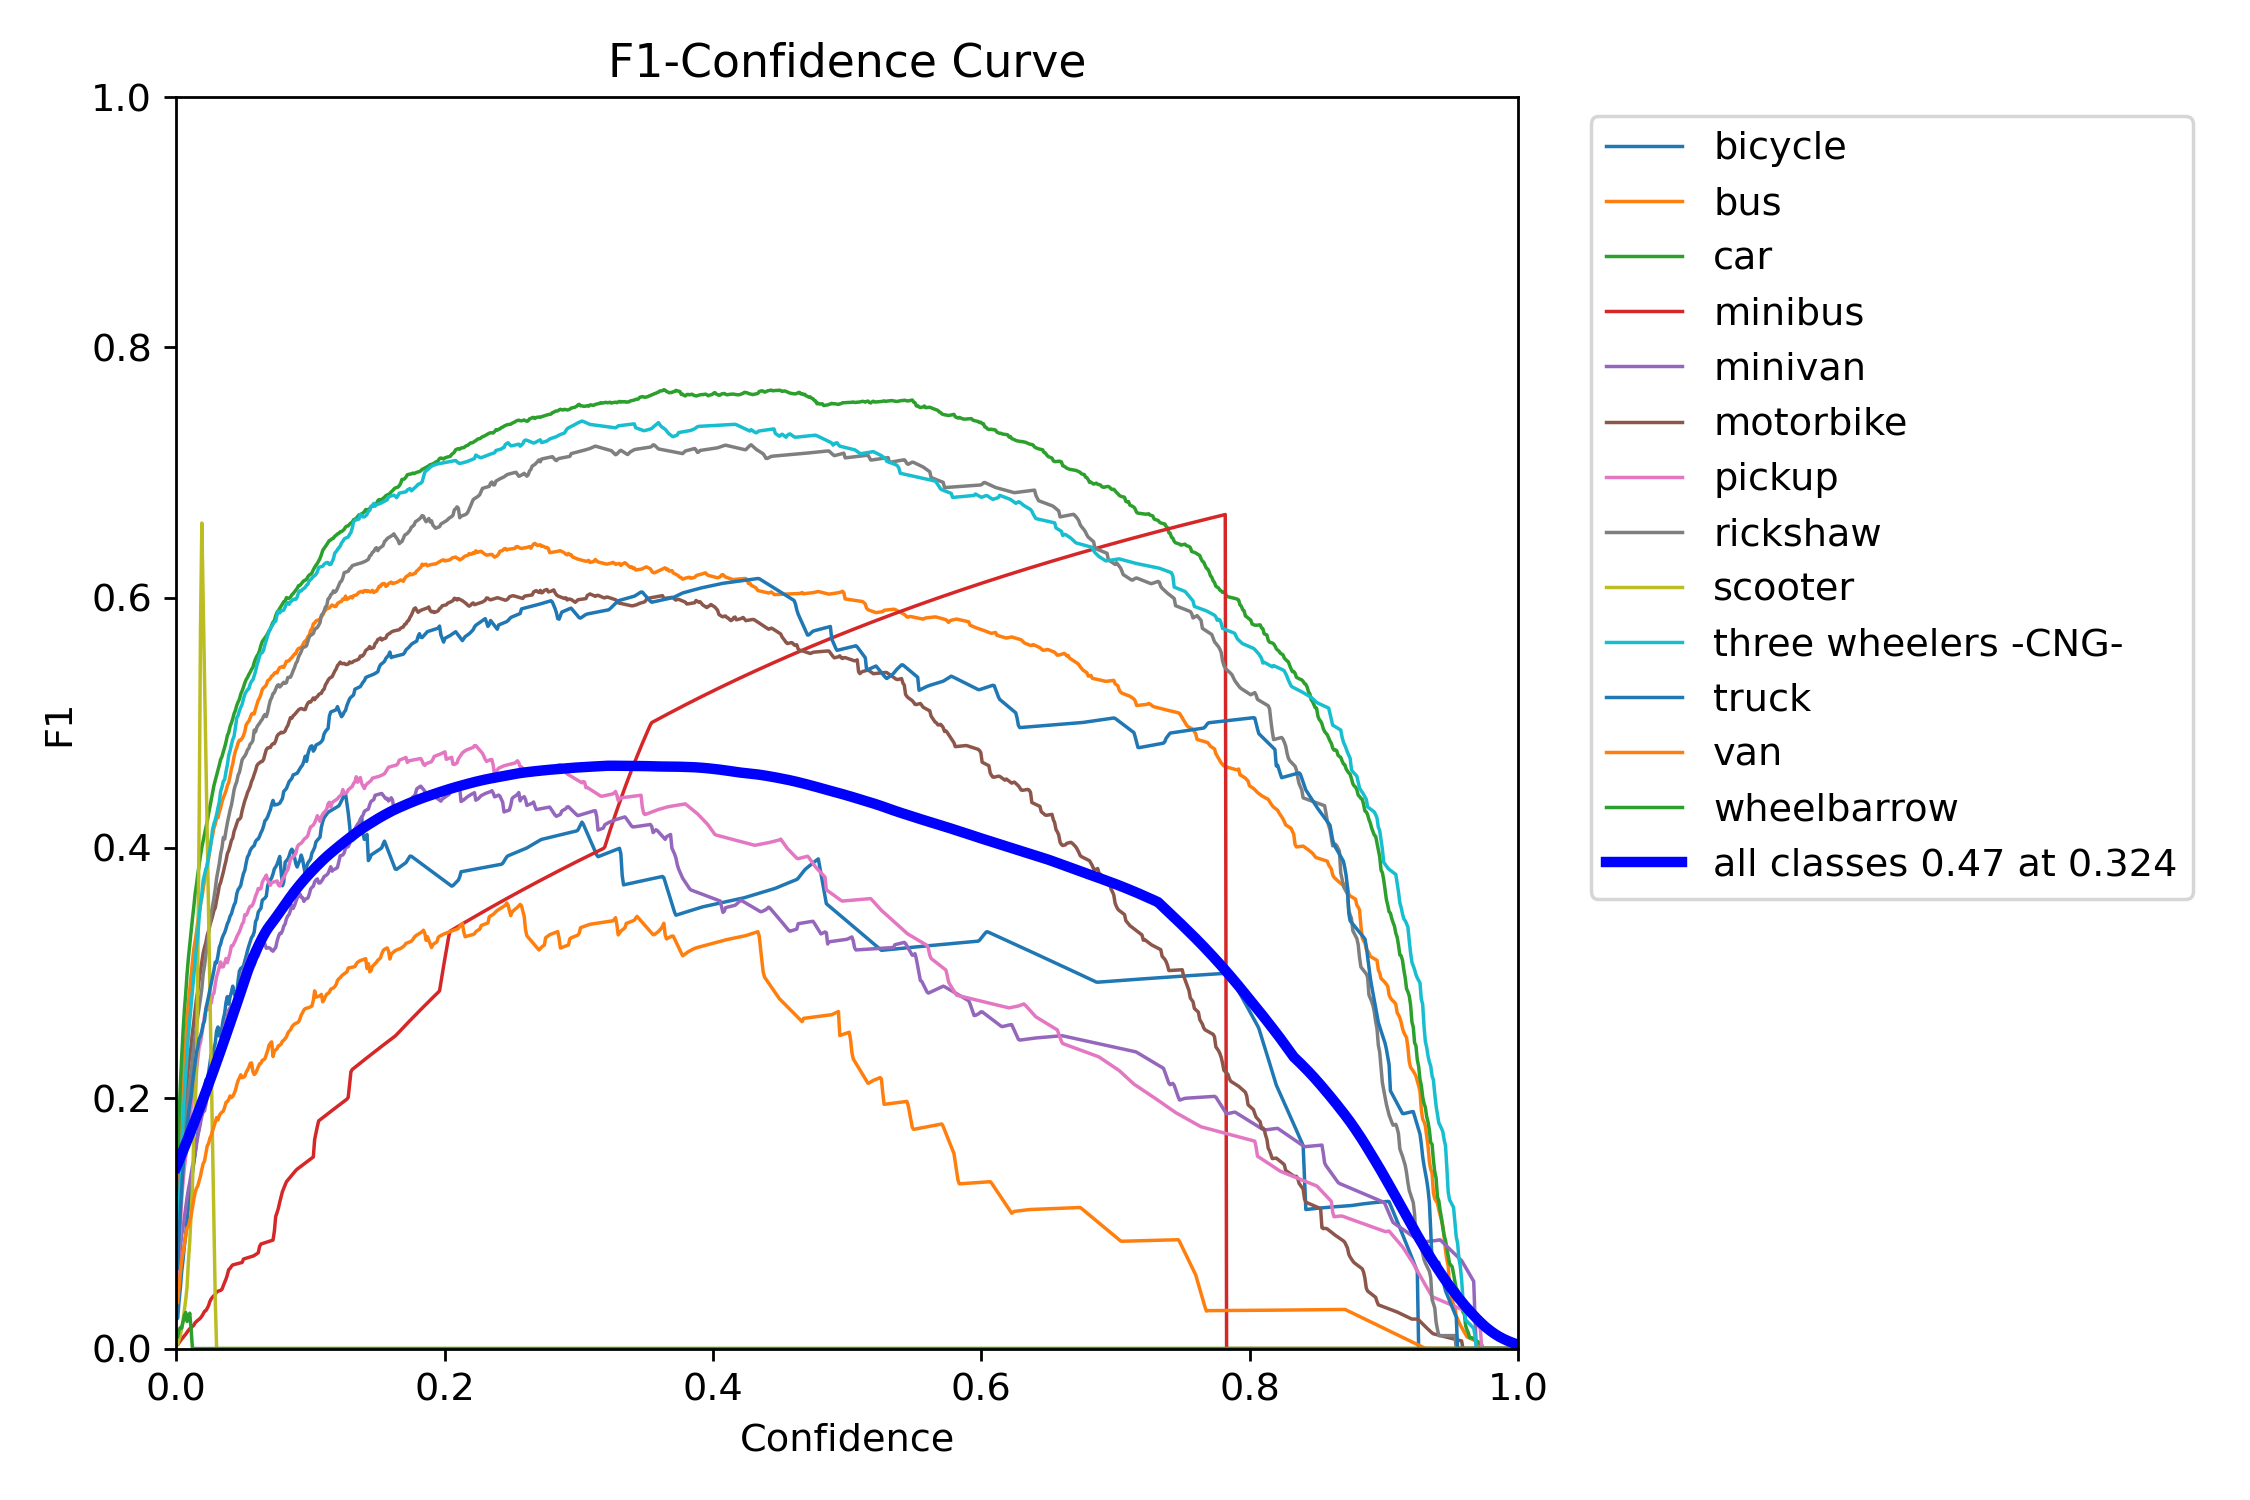 F1-Confidence Curve
1.0
0.8
0.6
0.4
0.2
0.0
F1
0.0 0.2 0.4 0.6 0.8 1.0
Confidence
bicycle
bus
car
minibus
minivan
motorbike
pickup
rickshaw
scooter
three wheelers -CNG-
truck
van
wheelbarrow
all classes 0.47 at 0.324